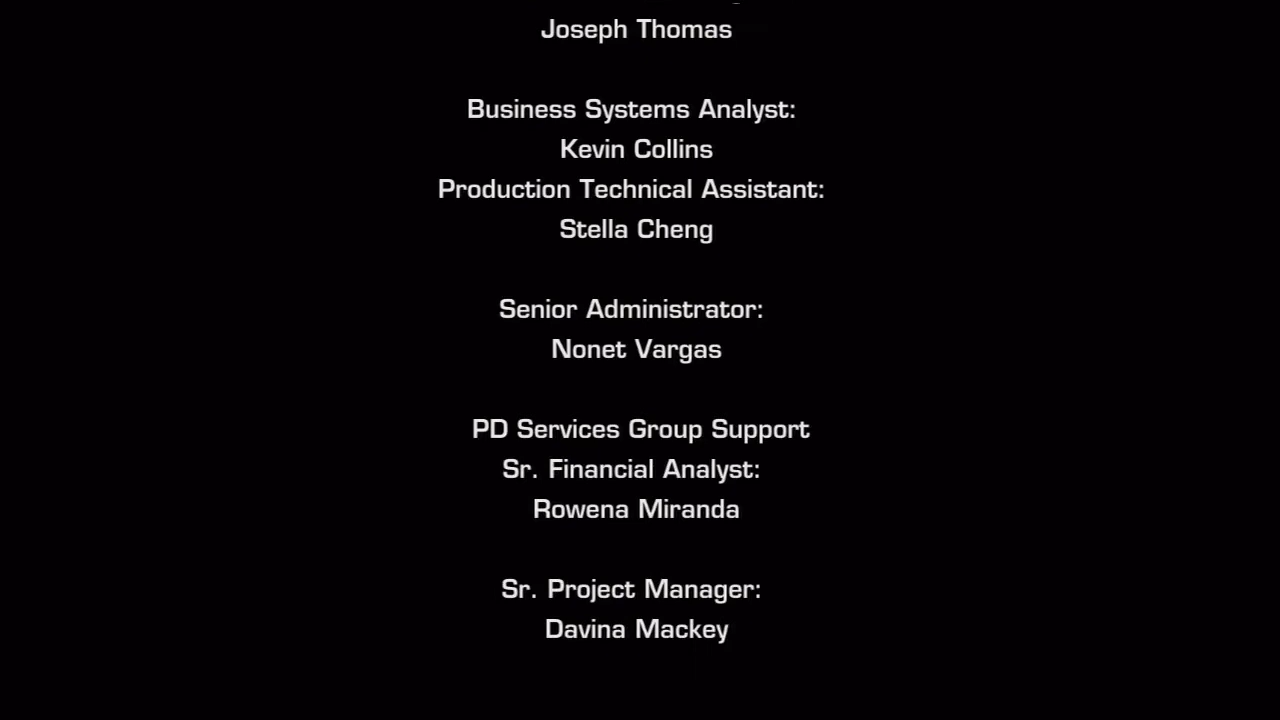 Joseph Thomas
Business Systems Analyst:
Kevin Collins
Production Technical Assistant:
Stella Cheng
Senior Administrator:
Nonet Vargas
PD Services Group Support
Sr. Financial Analyst:
Rowena Miranda
Sr. Project Manager:
Davina Mackey